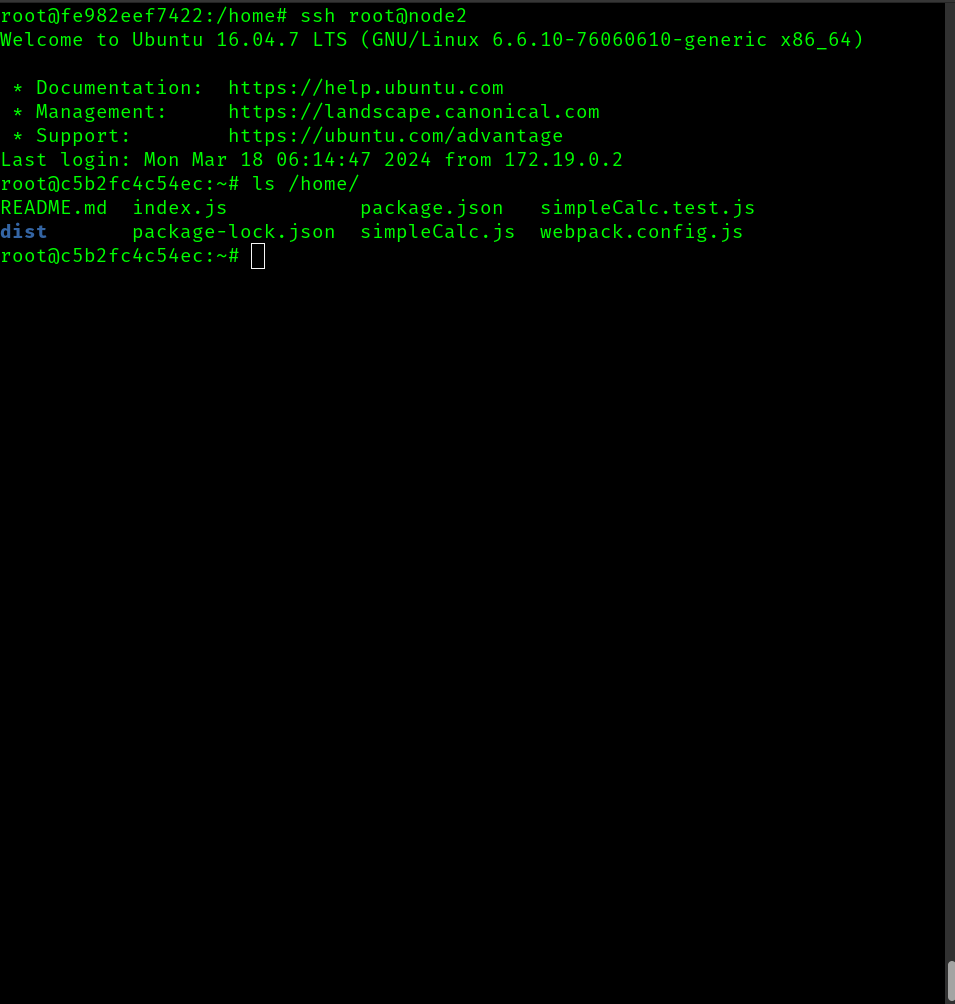 root@fe982eef7422:/home# ssh root@node2
Welcome to Ubuntu 16.04.7 LTS (GNU/Linux 6.6.10-76060610-generic x86_64)

 * Documentation:  https://help.ubuntu.com
 * Management:     https://landscape.canonical.com
 * Support:        https://ubuntu.com/advantage
Last login: Mon Mar 18 06:14:47 2024 from 172.19.0.2
root@c5b2fc4c54ec:~# ls /home/
README.md  index.js           package.json   simpleCalc.test.js
dist       package-lock.json  simpleCalc.js  webpack.config.js
root@c5b2fc4c54ec:~#